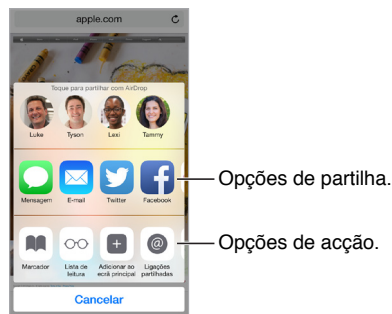 apple.com
Toque para partilhar com AirDrop
Luke Tyson Lexi Tammy
Mensagem E-mail Twitter Facebook
Opções de partilha.
Marcador Lista de leitura Adicionar ao ecrã principal Ligações partilhadas
Opções de acção.
Cancelar